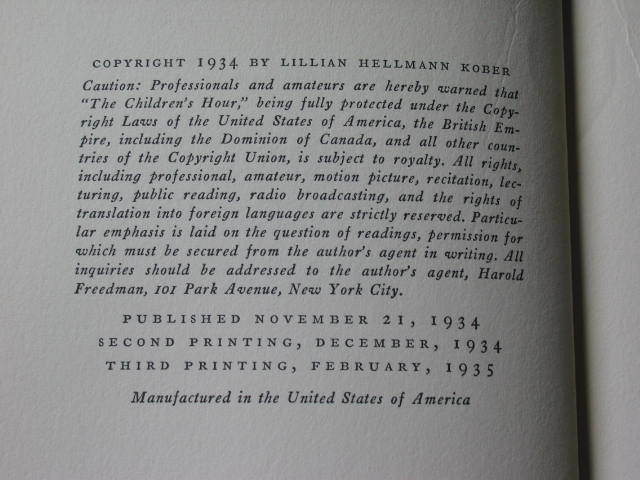 COPYRIGHT 1934 BY LILLIAN HELLMANN KOBER
Caution: Professionals and amateurs are hereby warned that
"The Children's Hour," being fully protected under the Copy-
right Laws of the United States of America, the British Em-
pire, including the Dominion of Canada, and all other coun-
tries of the Copyright Union, is subject to royalty. All rights,
including professional, amateur, motion picture, recitation, lec-
turing, public reading, radio broadcasting, and the rights of
translation into foreign languages are strictly reserved. Particu-
lar emphasis is laid on the question of readings, permission for
which must be secured from the author's agent in writing. All
inquiries should be addressed to the author's agent, Harold
Freedman, 101 Park Avenue, New York City.
PUBLISHED NOVEMBER 21, 1934
SECOND PRINTING, DECEMBER, 1934
THIRD PRINTING, FEBRUARY, 1935
Manufactured in the United States of America